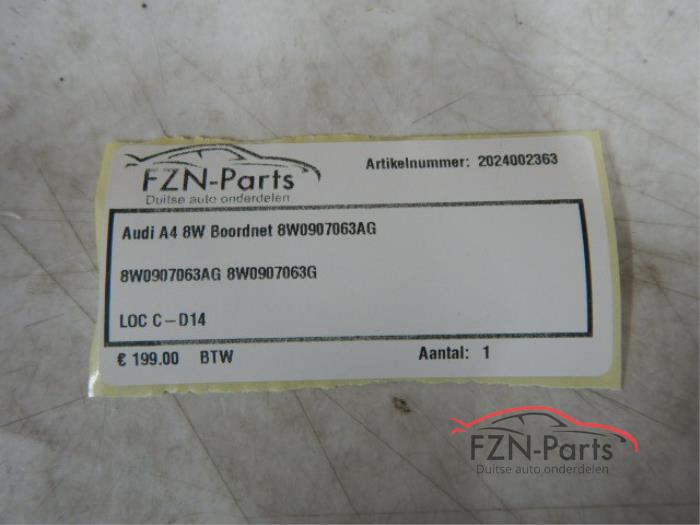 FZN-Parts
Duitse auto onderdelen
Artikelnummer: 2024002363
Audi A4 8W Boordnet 8W0907063AG
8W0907063AG 8W0907063G
LOC C-D14
€ 199.00 BTW
Aantal: 1
FZN-Parts
Duitse auto onderdelen